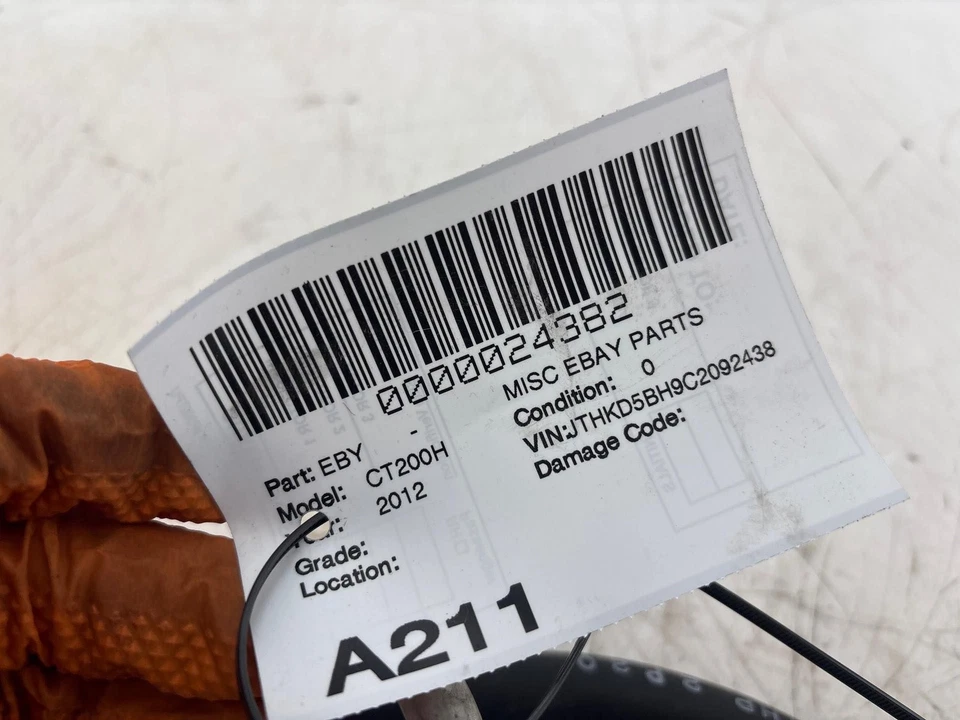 0000024382
Part: EBY - MISC EBAY PARTS
Model: CT200H Condition: 0
2012 VIN:JTHKD5BH9C2092438
Grade: Damage Code:
Location:
A211